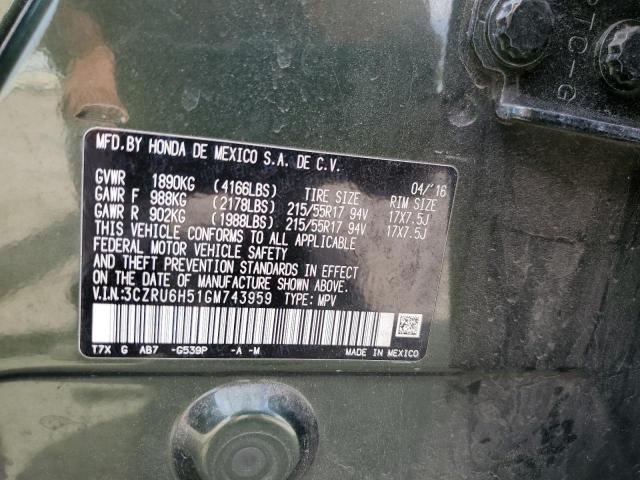 MFD.BY HONDA DE MEXICO S.A. DE C.V.
04/'16
GVWR 1890KG (4166LBS) TIRE SIZE RIM SIZE
GAWR F 988KG (2178LBS) 215/55R17 94V 17X7.5J
GAWR R 902KG (1988LBS) 215/55R17 94V 17X7.5J
THIS VEHICLE CONFORMS TO ALL APPLICABLE
FEDERAL MOTOR VEHICLE SAFETY
AND THEFT PREVENTION STANDARDS IN EFFECT
ON THE DATE OF MANUFACTURE SHOWN ABOVE.
V.I.N:3CZRU6H51GM743959 TYPE: MPV
T7X G AB7 -G539P -A -M MADE IN MEXICO